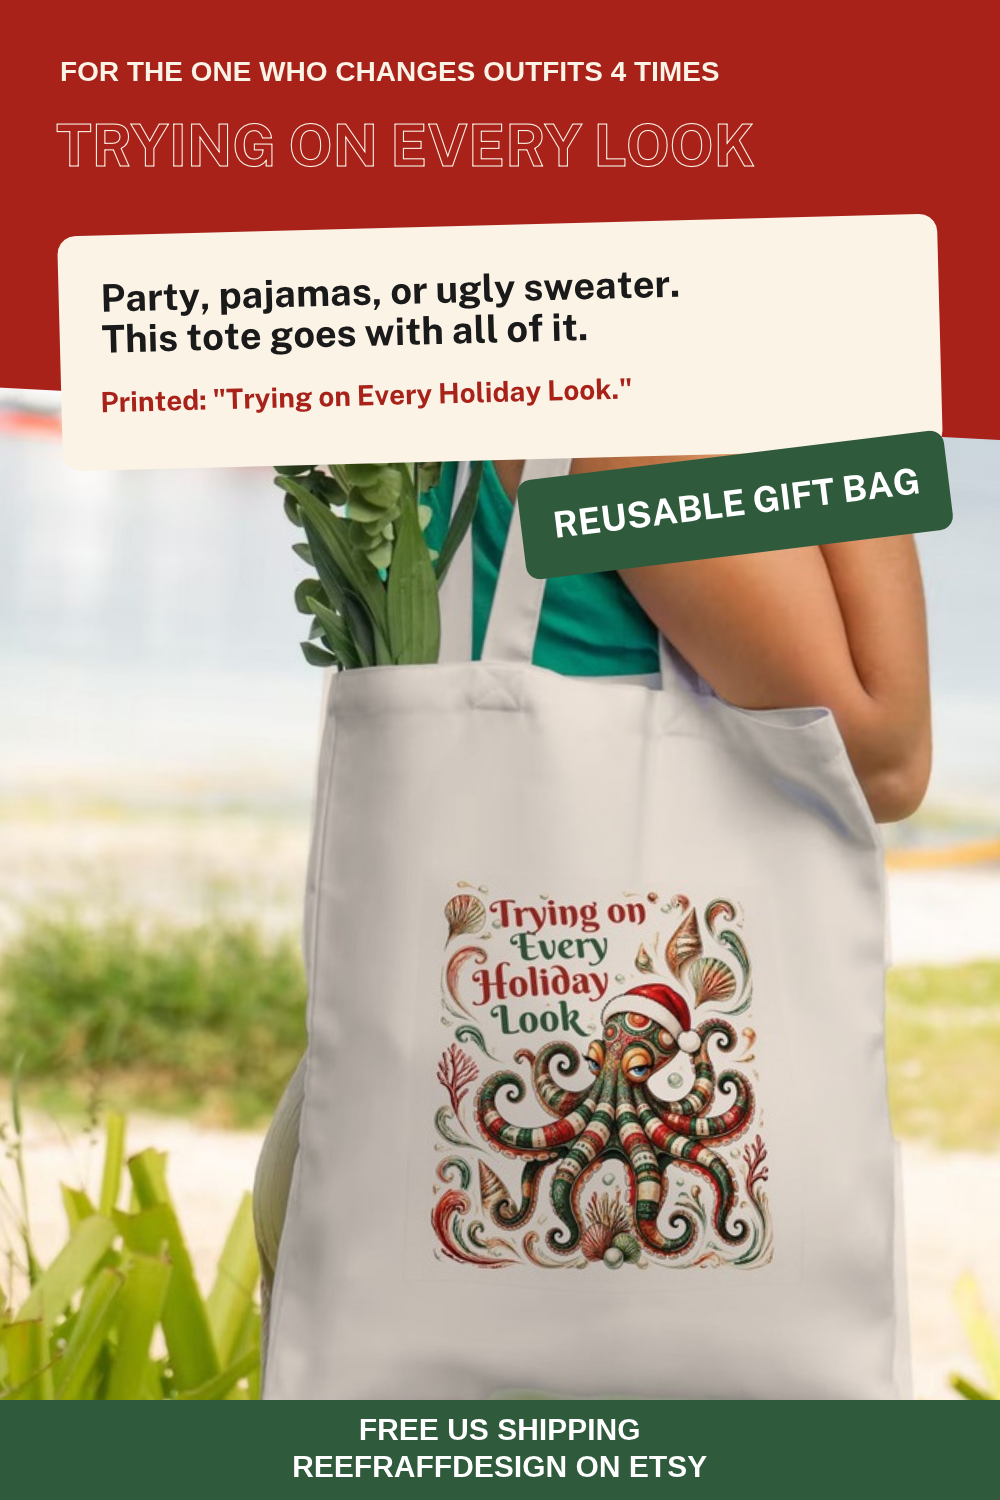 FOR THE ONE WHO CHANGES OUTFITS 4 TIMES
TRYING ON EVERY LOOK
Party, pajamas, or ugly sweater.
This tote goes with all of it.
Printed: "Trying on Every Holiday Look."
REUSABLE GIFT BAG
Trying on
Every
Holiday
Look
FREE US SHIPPING
REEFRAFFDESIGN ON ETSY